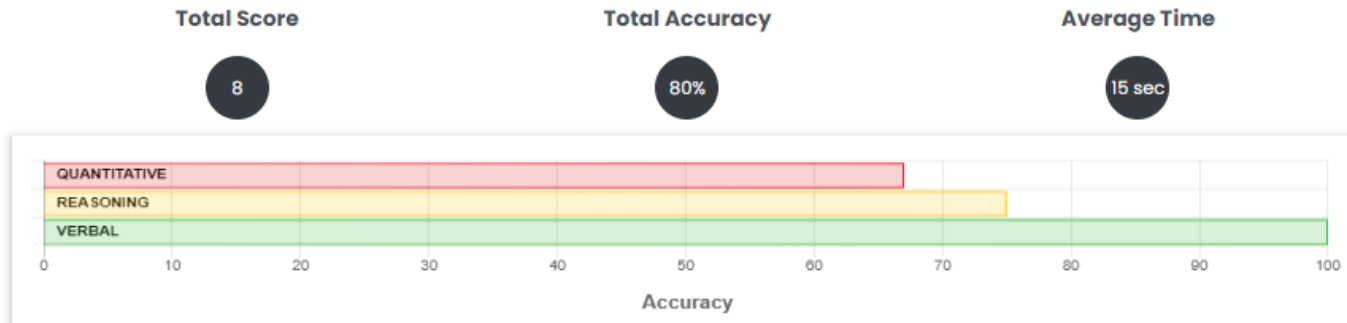 Total Score Total Accuracy Average Time
8 80% 15 sec
QUANTITATIVE
REASONING
VERBAL
0 10 20 30 40 50 60 70 80 90 100
Accuracy